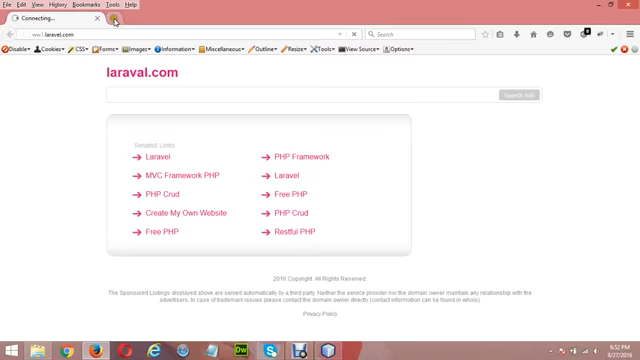 File Edit View History Bookmarks Tools Help
Connecting...
ww1.laraval.com
Search
Disable Cookies CSS Forms Images Information Miscellaneous Outline Resize Tools View Source Options
laraval.com
Search Ads
Related Links
Laravel PHP Framework
MVC Framework PHP Laravel
PHP Crud Free PHP
Create My Own Website PHP Crud
Free PHP Restful PHP
2016 Copyright. All Rights Reserved.
The Sponsored Listings displayed above are served automatically by a third party. Neither the service provider nor the domain owner maintain any relationship with the
advertisers. In case of trademark issues please contact the domain owner directly (contact information can be found in whois).
Privacy Policy
6:52 PM
8/27/2016